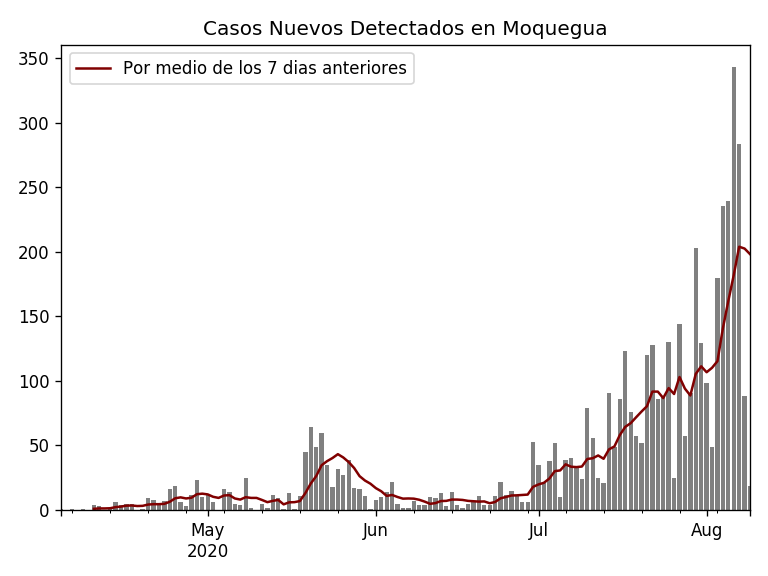 Casos Nuevos Detectados en Moquegua
Por medio de los 7 dias anteriores
350
300
250
200
150
100
50
0
May
2020
Jun
Jul
Aug